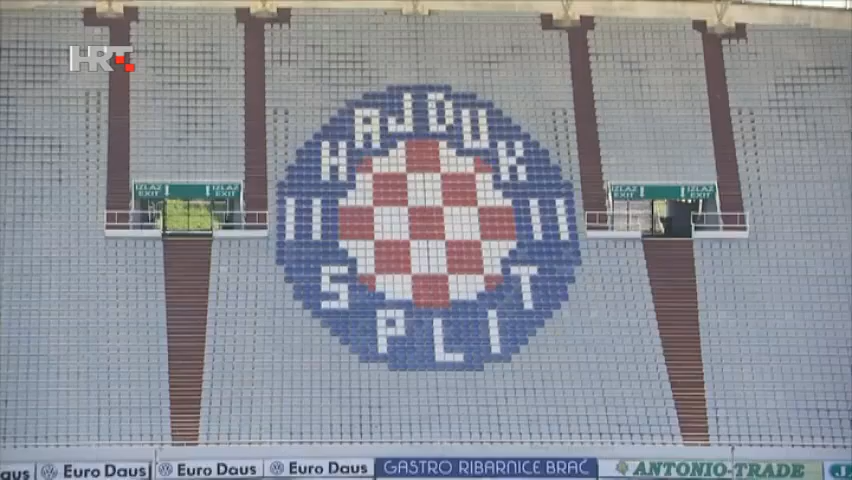 HRT
IZLAZ IZLAZ
EXIT EXIT
IZLAZ IZLAZ
EXIT EXIT
HAJDUK
SPLIT
aus
Euro Daus
Euro Daus
Euro Daus
GASTRO RIBARNICE BRAČ
ANTONIO-TRADE